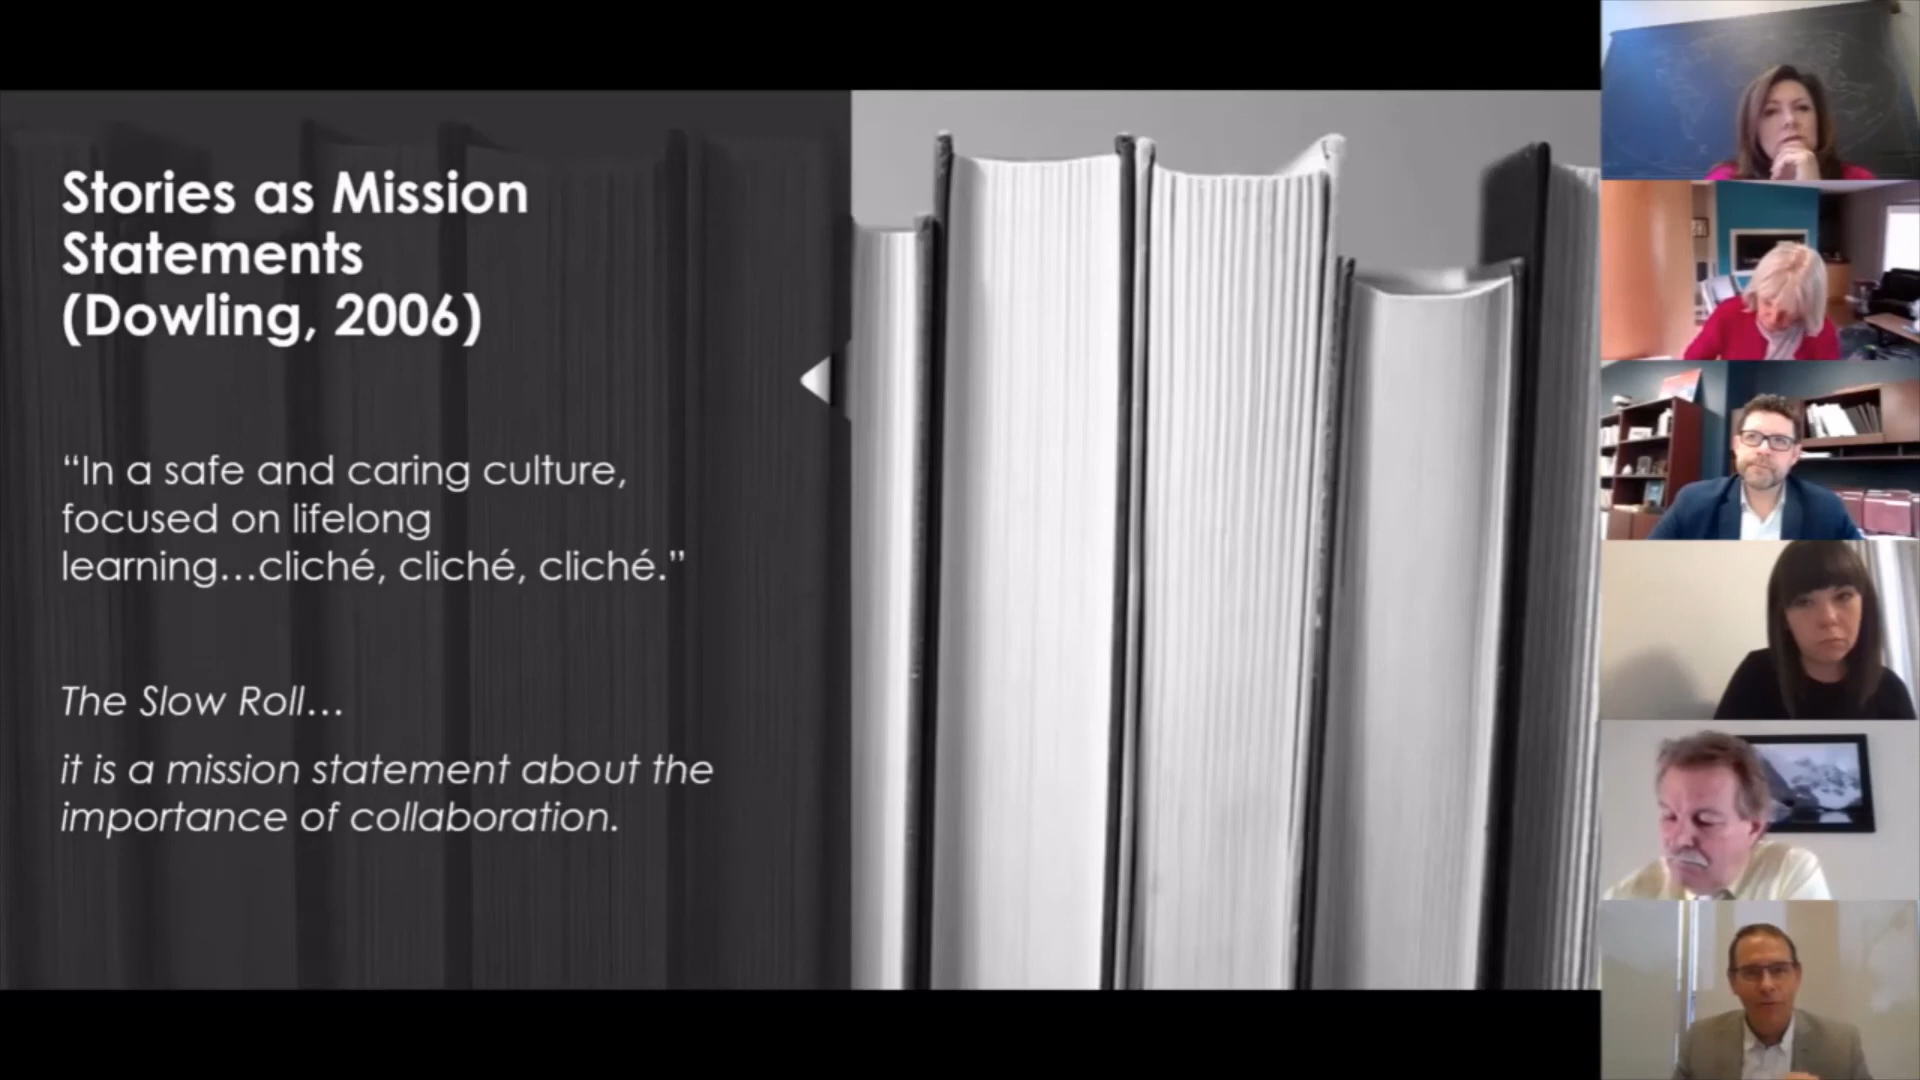 Stories as Mission
Statements
(Dowling, 2006)
“In a safe and caring culture,
focused on lifelong
learning…cliché, cliché, cliché.”
The Slow Roll…
it is a mission statement about the
importance of collaboration.